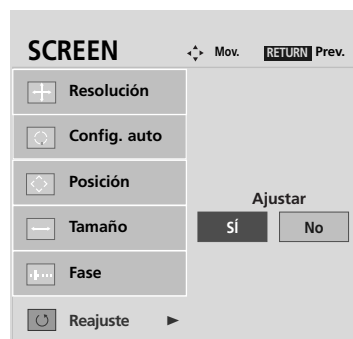 SCREEN Mov. RETURN Prev.
Resolución
Config. auto
Posición
Tamaño
Fase
Reajuste
Ajustar
SÍ No